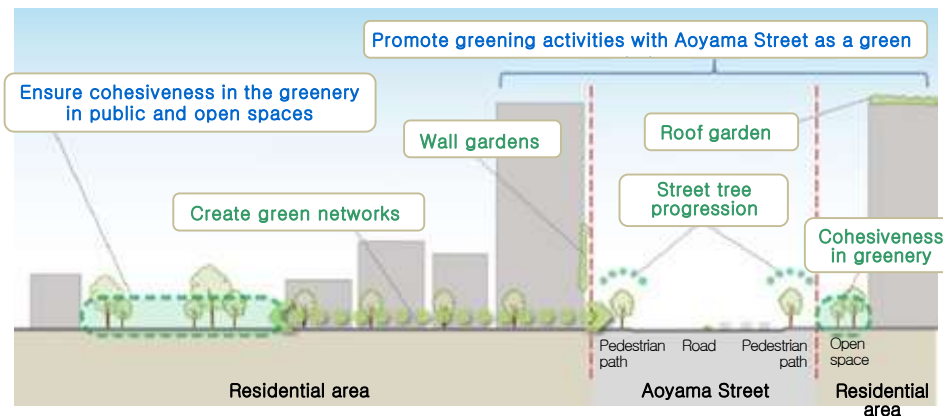 Promote greening activities with Aoyama Street as a green
Ensure cohesiveness in the greenery
in public and open spaces
Wall gardens
Roof garden
Street tree
progression
Create green networks
Cohesiveness
in greenery
Pedestrian
path
Road
Pedestrian
path
Open
space
Residential area
Aoyama Street
Residential
area